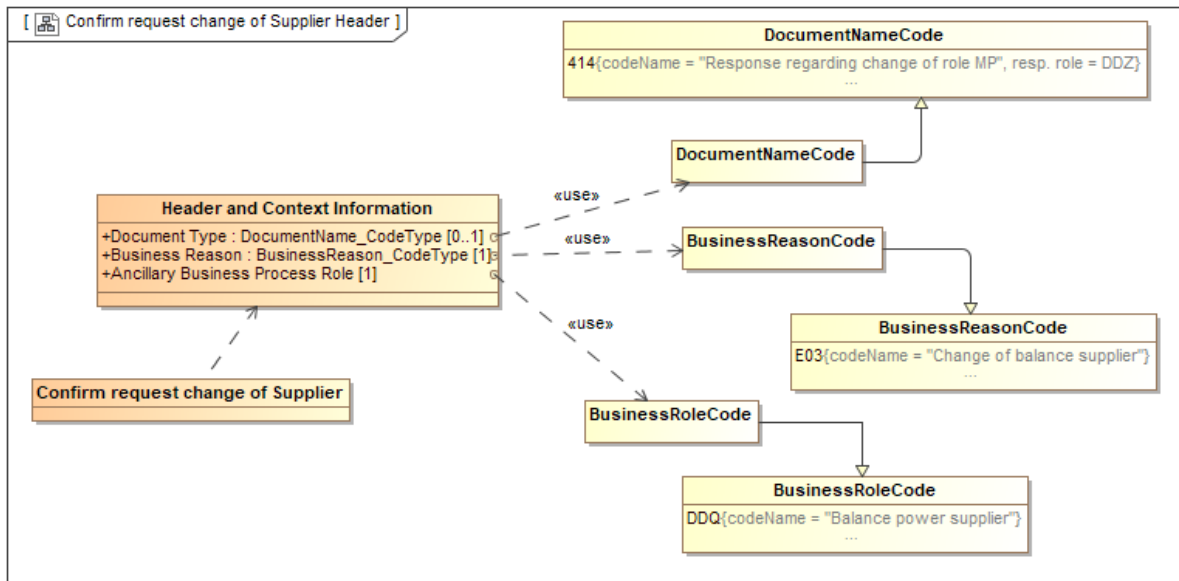 [ Confirm request change of Supplier Header ]
DocumentNameCode
414{codeName = "Response regarding change of role MP", resp. role = DDZ}
...
DocumentNameCode
«use»
Header and Context Information
+Document Type : DocumentName_CodeType [0..1]
+Business Reason : BusinessReason_CodeType [1]
+Ancillary Business Process Role [1]
«use»
BusinessReasonCode
BusinessReasonCode
E03{codeName = "Change of balance supplier"}
...
«use»
Confirm request change of Supplier
BusinessRoleCode
BusinessRoleCode
DDQ{codeName = "Balance power supplier"}
...